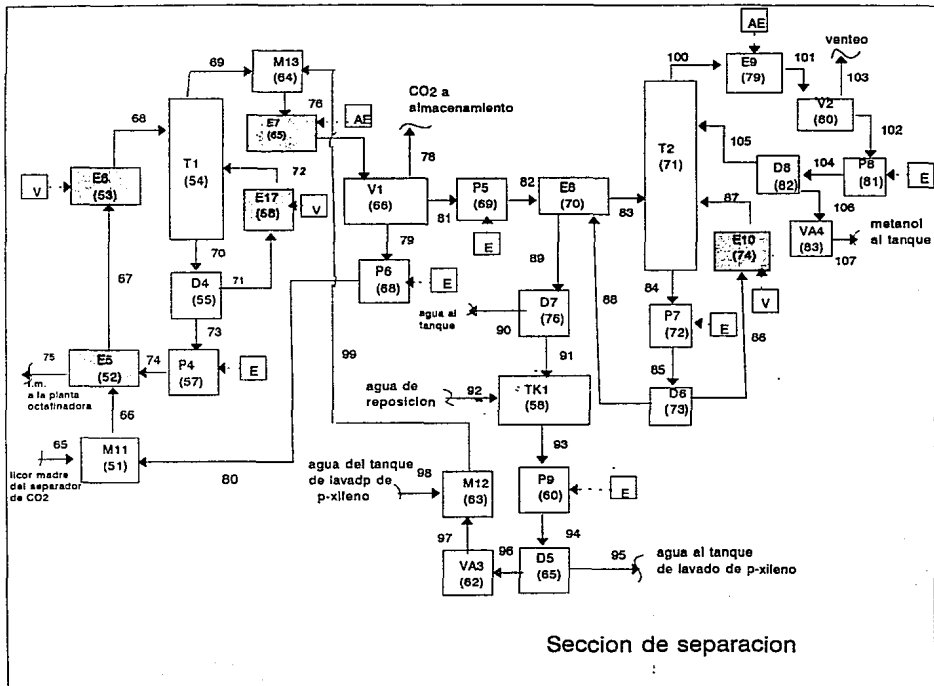 AE
venteo
69
M13
(64)
100
E9
(79)
101
103
CO2 a
almacenamiento
76
V2
(80)
68
E7
(65)
AE
102
T1
(54)
T2
(71)
105
78
72
D8
(82)
104
P8
(81)
E
V
E6
(53)
E17
(58)
V
V1
(66)
P5
(69)
82
E8
(70)
83
81
87
106
VA4
(83)
metanol
al tanque
107
70
79
E
E10
(74)
67
D4
(55)
71
P6
(68)
E
89
88
84
V
99
D7
(76)
P7
(72)
E
86
73
agua al
tanque
90
75
E5
(52)
74
P4
(57)
E
91
85
l.m.
a la planta
octafinadora
agua de
reposicion
92
TK1
(58)
D6
(73)
66
65
M11
(51)
93
licor madre
del separador
de CO2
80
agua del tanque
de lavadp de
p-xileno
98
M12
(63)
P9
(60)
E
97
94
VA3
(62)
96
D5
(65)
95
agua al tanque
de lavado de p-xileno
Seccion de separacion